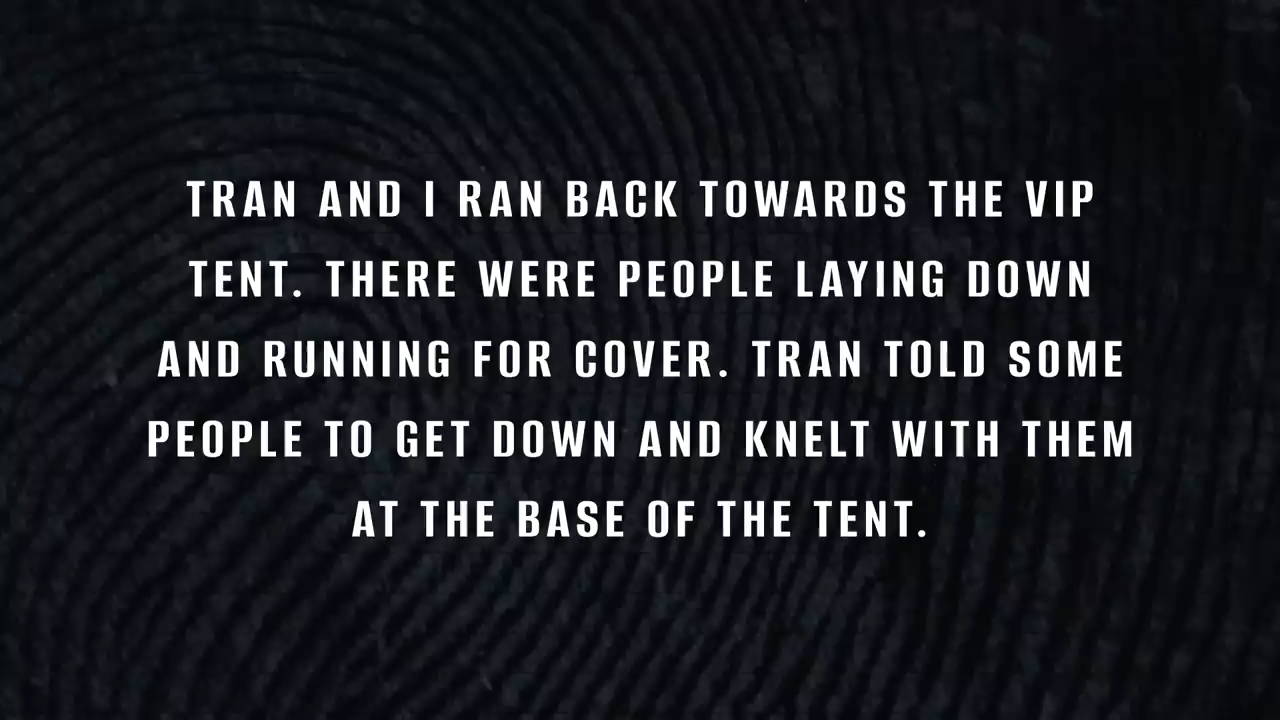 TRAN AND I RAN BACK TOWARDS THE VIP
TENT. THERE WERE PEOPLE LAYING DOWN
AND RUNNING FOR COVER. TRAN TOLD SOME
PEOPLE TO GET DOWN AND KNELT WITH THEM
AT THE BASE OF THE TENT.